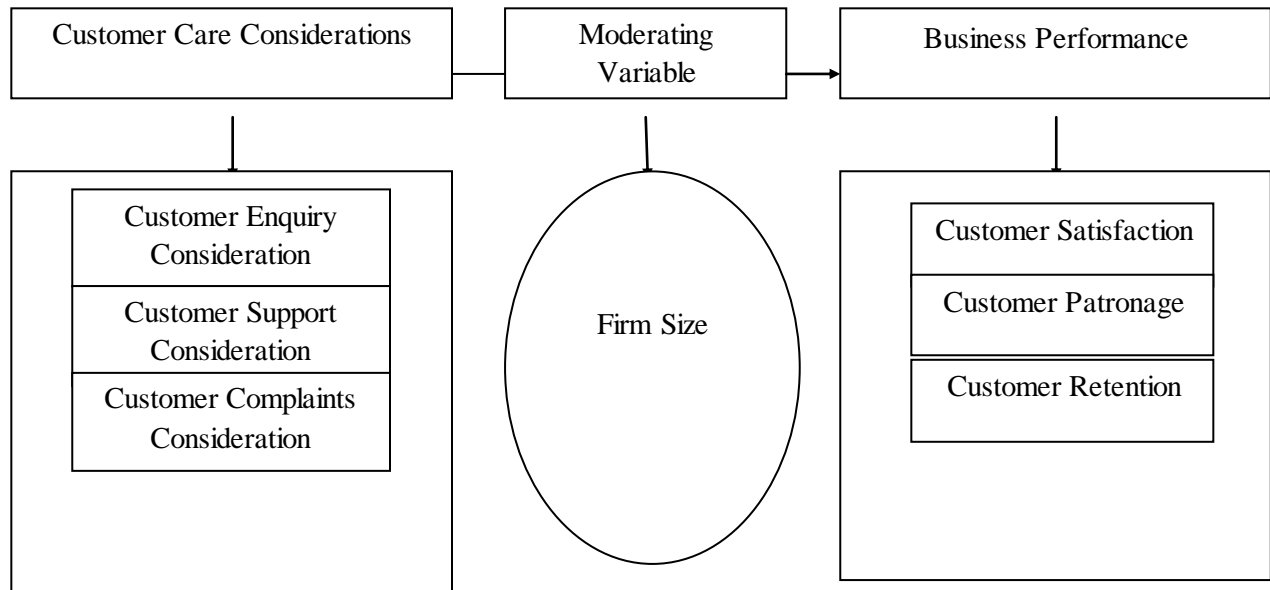 Customer Care Considerations
Moderating
Variable
Business Performance
Customer Enquiry
Consideration
Customer Support
Consideration
Customer Complaints
Consideration
Firm Size
Customer Satisfaction
Customer Patronage
Customer Retention